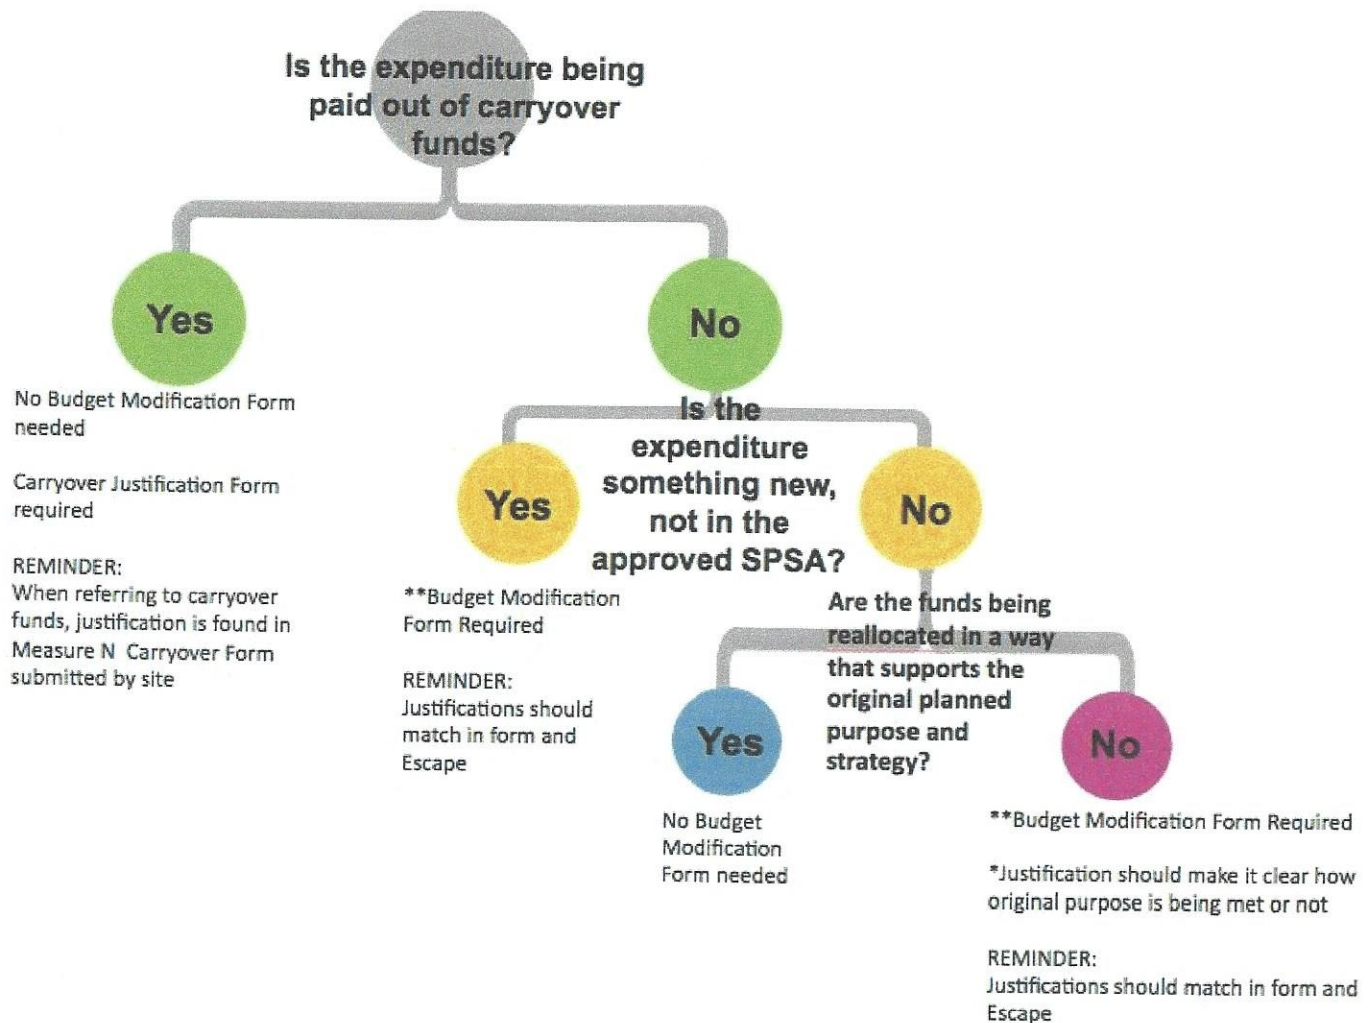 Is the expenditure being
paid out of carryover
funds?
Yes
No
No Budget Modification Form
needed
Carryover Justification Form
required
REMINDER:
When referring to carryover
funds, justification is found in
Measure N  Carryover Form
submitted by site
Is the
expenditure
something new,
not in the
approved SPSA?
Yes
No
**Budget Modification
Form Required
REMINDER:
Justifications should
match in form and
Escape
Are the funds being
reallocated in a way
that supports the
original planned
purpose and
strategy?
Yes
No
No Budget
Modification
Form needed
**Budget Modification Form Required
*Justification should make it clear how
original purpose is being met or not
REMINDER:
Justifications should match in form and
Escape